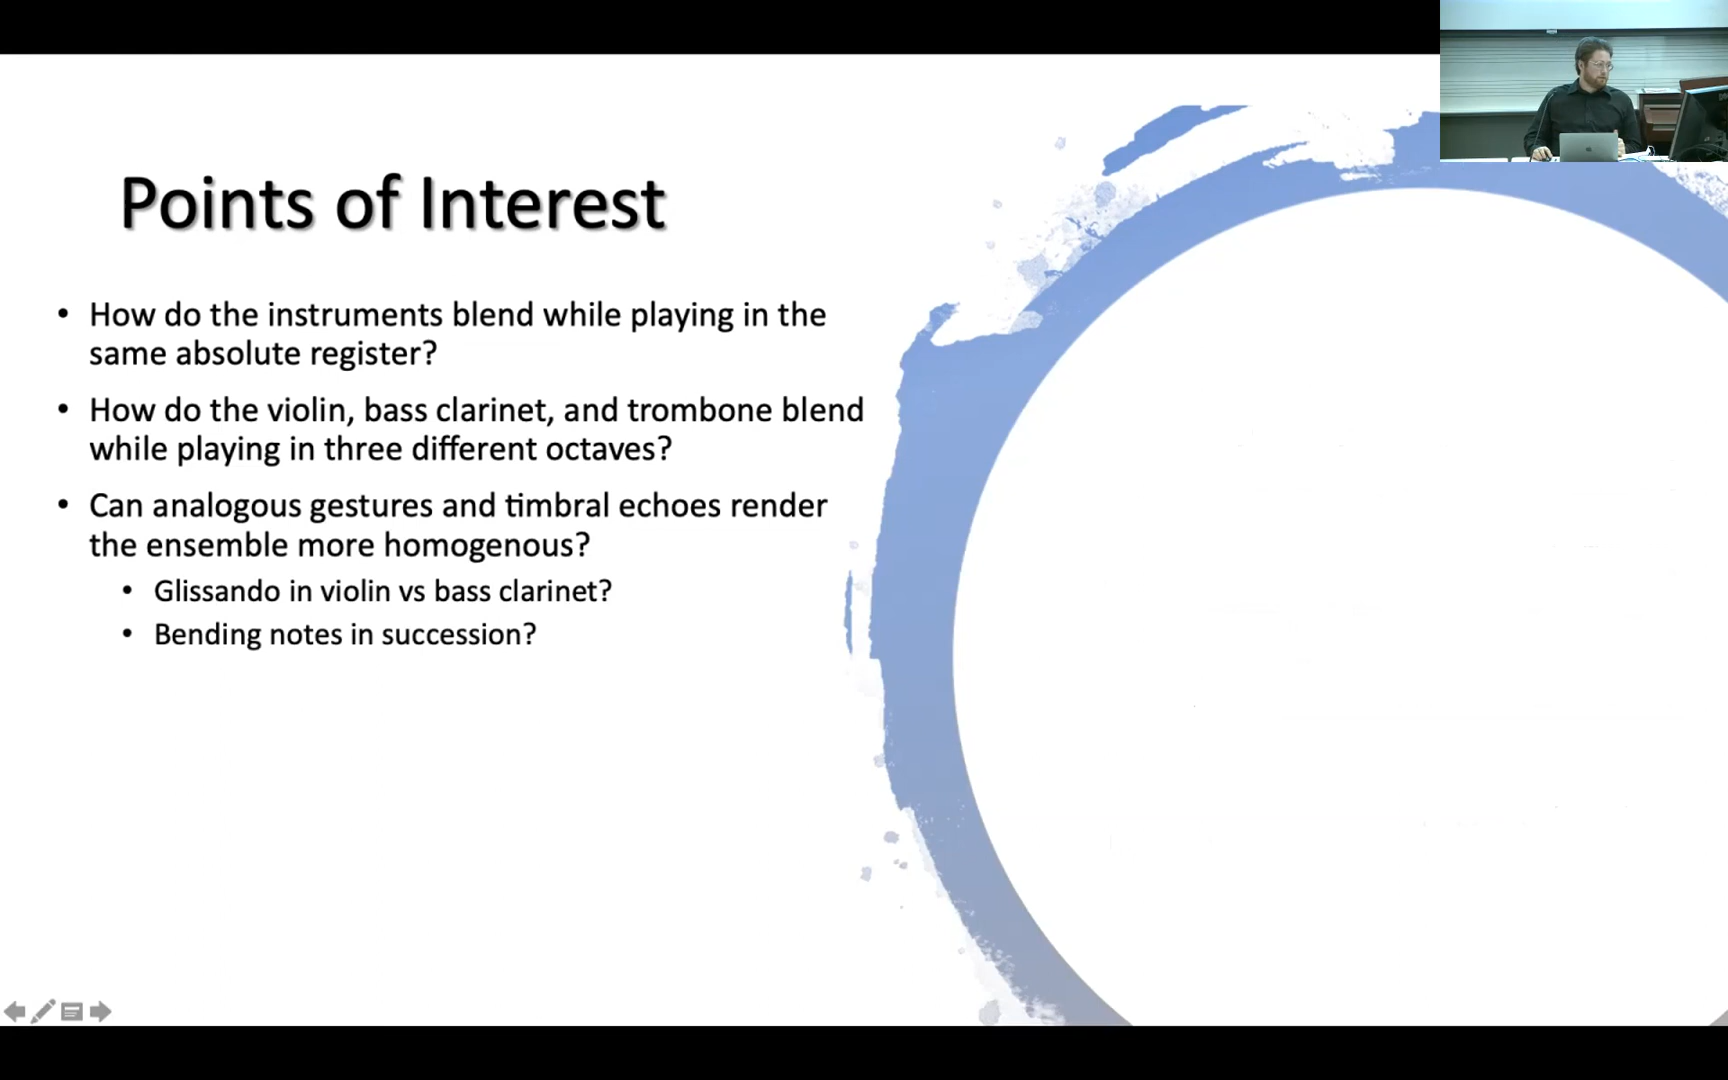 Points of Interest
• How do the instruments blend while playing in the
same absolute register?
• How do the violin, bass clarinet, and trombone blend
while playing in three different octaves?
• Can analogous gestures and timbral echoes render
the ensemble more homogenous?
• Glissando in violin vs bass clarinet?
• Bending notes in succession?